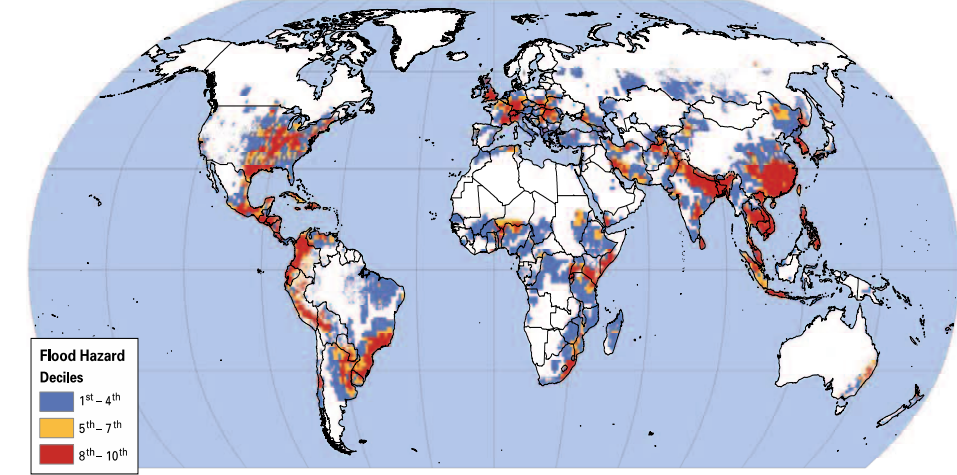 Flood Hazard
Deciles
1st – 4th
5th – 7th
8th – 10th